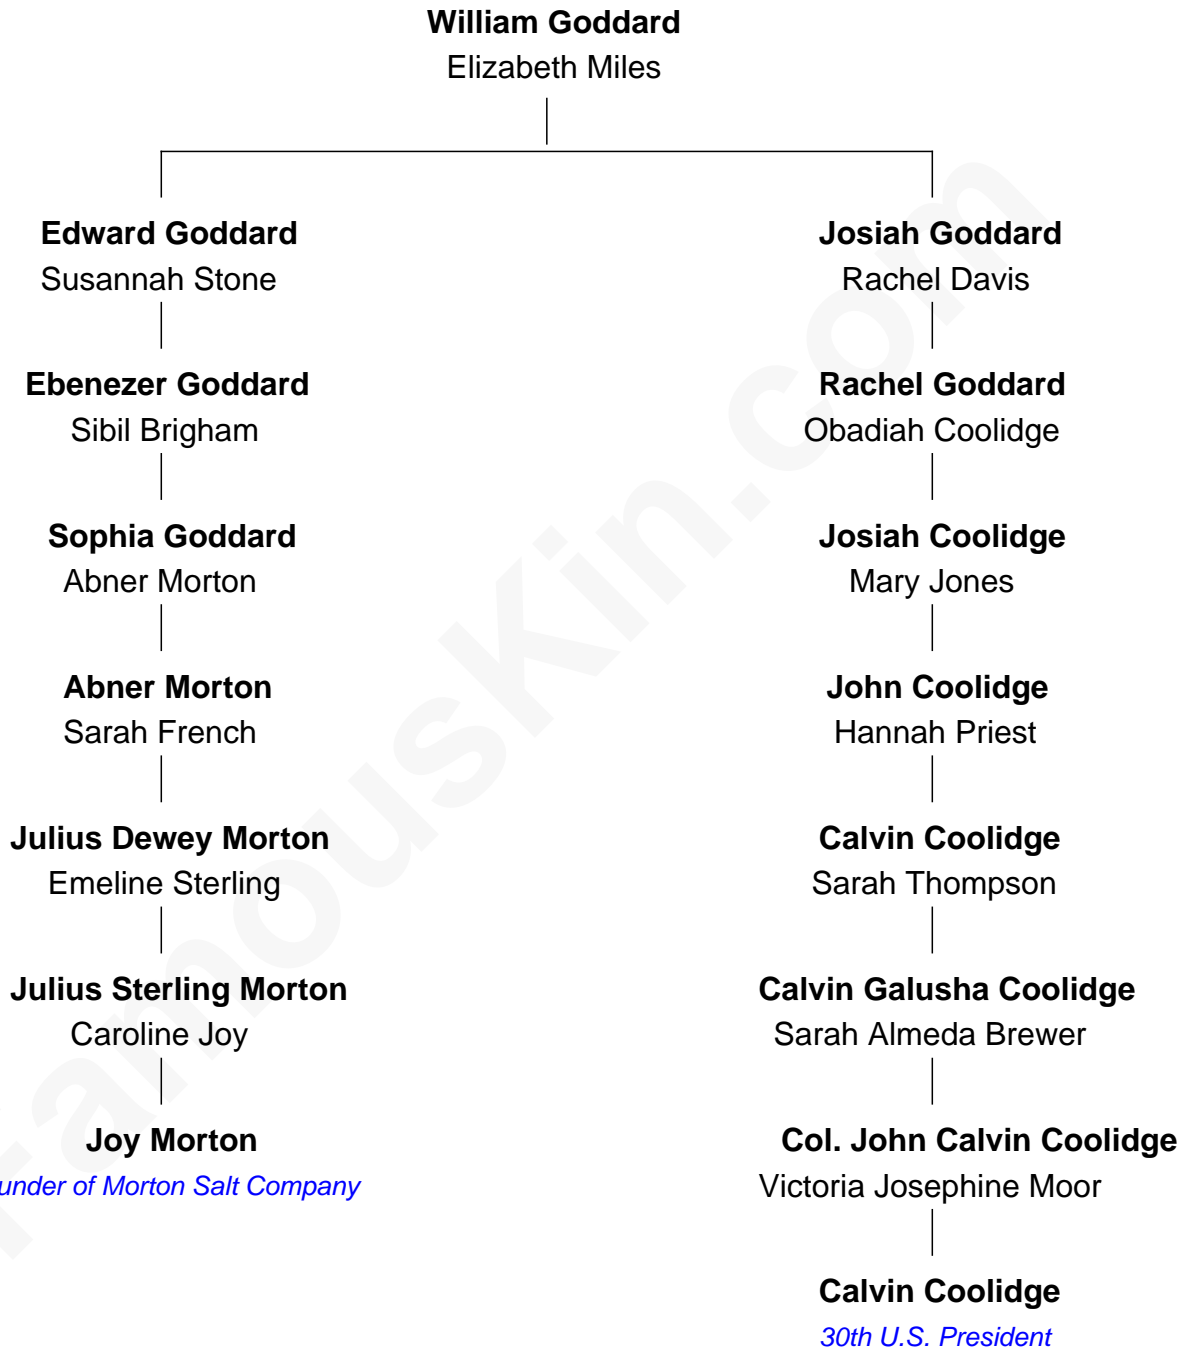 William Goddard
Elizabeth Miles
Edward Goddard
Susannah Stone
Josiah Goddard
Rachel Davis
Ebenezer Goddard
Sibil Brigham
Rachel Goddard
Obadiah Coolidge
Sophia Goddard
Abner Morton
Josiah Coolidge
Mary Jones
Abner Morton
Sarah French
John Coolidge
Hannah Priest
Julius Dewey Morton
Emeline Sterling
Calvin Coolidge
Sarah Thompson
Julius Sterling Morton
Caroline Joy
Calvin Galusha Coolidge
Sarah Almeda Brewer
Joy Morton
under of Morton Salt Company
Col. John Calvin Coolidge
Victoria Josephine Moor
Calvin Coolidge
30th U.S. President
FamousKin.com